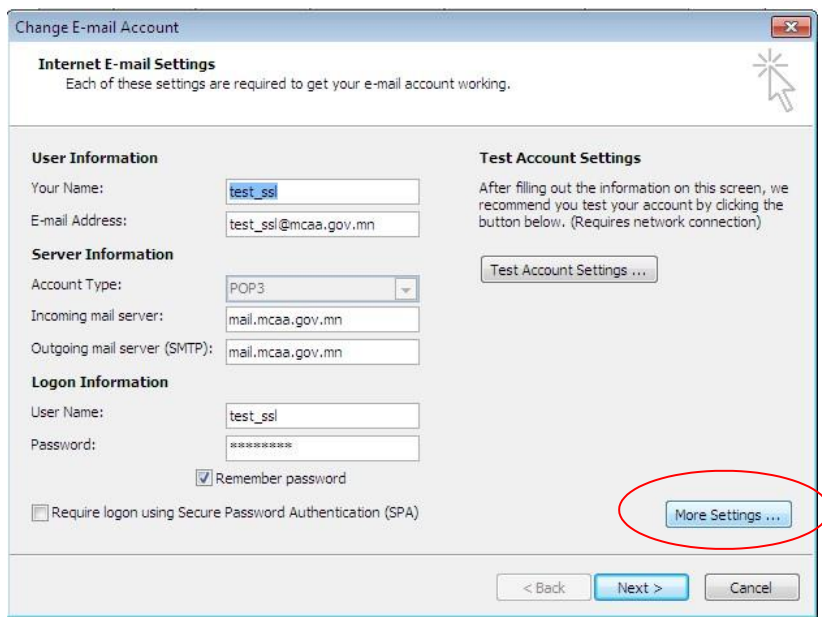 Change E-mail Account
Internet E-mail Settings
Each of these settings are required to get your e-mail account working.
User Information
Your Name: test_ssl
E-mail Address: test_ssl@mcaa.gov.mn
Server Information
Account Type: POP3
Incoming mail server: mail.mcaa.gov.mn
Outgoing mail server (SMTP): mail.mcaa.gov.mn
Logon Information
User Name: test_ssl
Password: ********
Remember password
Require logon using Secure Password Authentication (SPA)
Test Account Settings
After filling out the information on this screen, we
recommend you test your account by clicking the
button below. (Requires network connection)
Test Account Settings ...
More Settings ...
< Back Next > Cancel